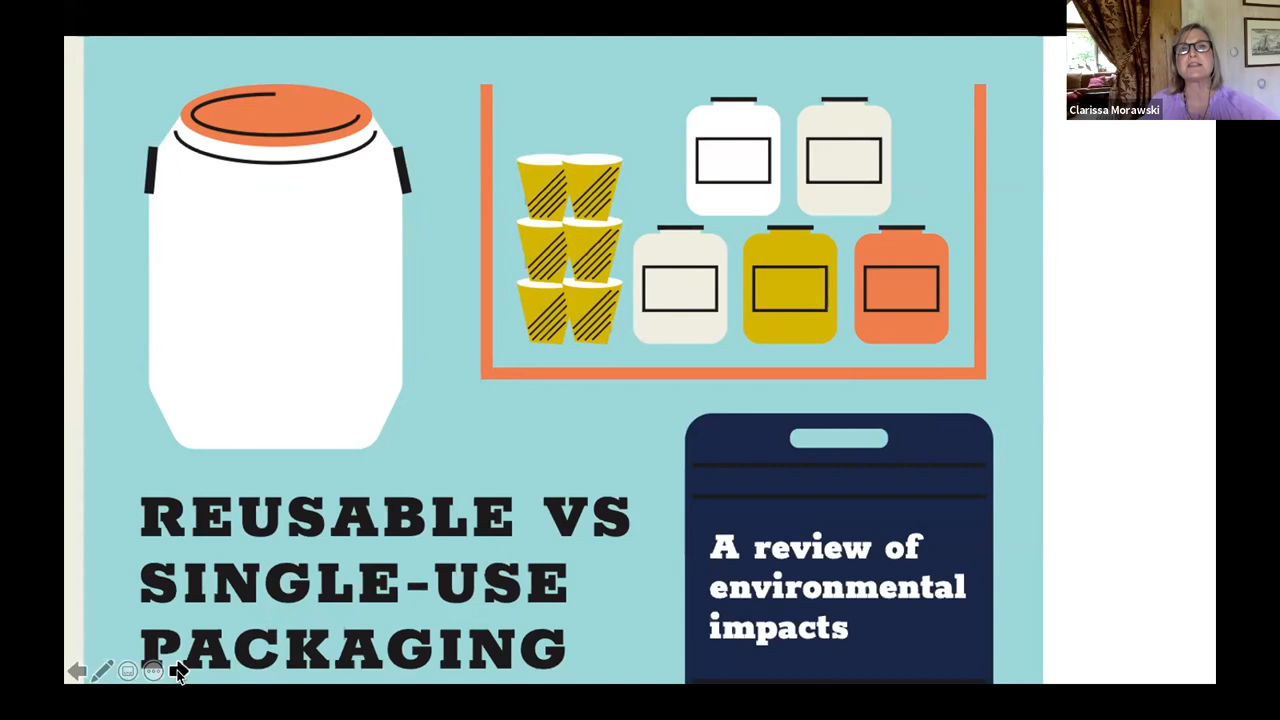 Clarissa Morawski
REUSABLE VS
SINGLE-USE
PACKAGING
A review of
environmental
impacts